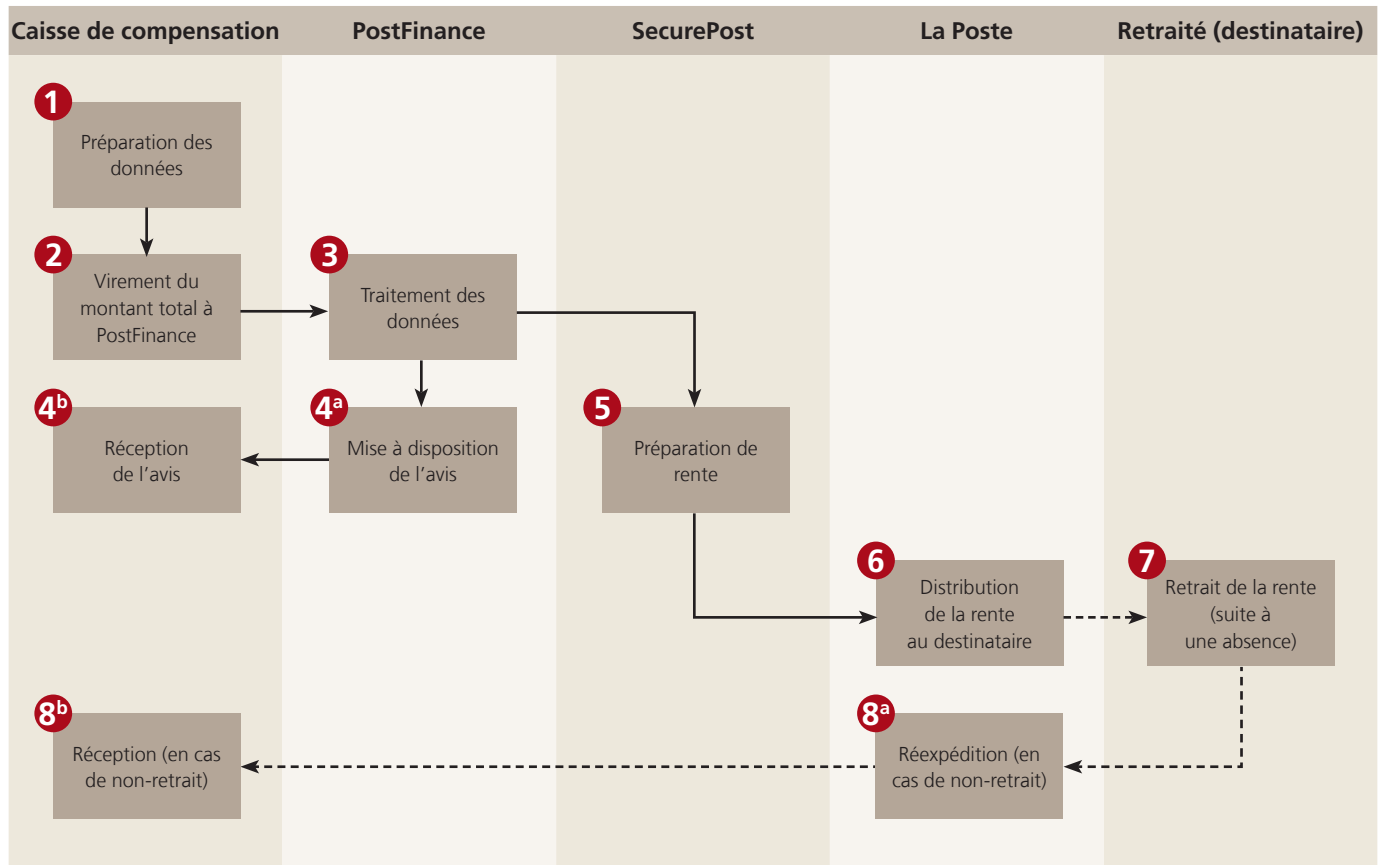 Caisse de compensation
PostFinance
SecurePost
La Poste
Retraité (destinataire)
1
Préparation des
données
2
Virement du
montant total à
PostFinance
3
Traitement des
données
4b
Réception
de l’avis
4a
Mise à disposition
de l’avis
5
Préparation de
rente
6
Distribution
de la rente
au destinataire
7
Retrait de la rente
(suite à
une absence)
8b
Réception (en cas
de non-retrait)
8a
Réexpédition (en
cas de non-retrait)